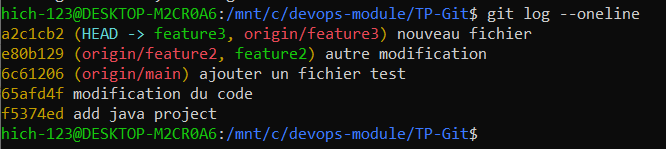 hich-123@DESKTOP-M2CR0A6:/mnt/c/devops-module/TP-Git$ git log --oneline
a2c1cb2 (HEAD -> feature3, origin/feature3) nouveau fichier
e80b129 (origin/feature2, feature2) autre modification
6c61206 (origin/main) ajouter un fichier test
65afd4f modification du code
f5374ed add java project
hich-123@DESKTOP-M2CR0A6:/mnt/c/devops-module/TP-Git$